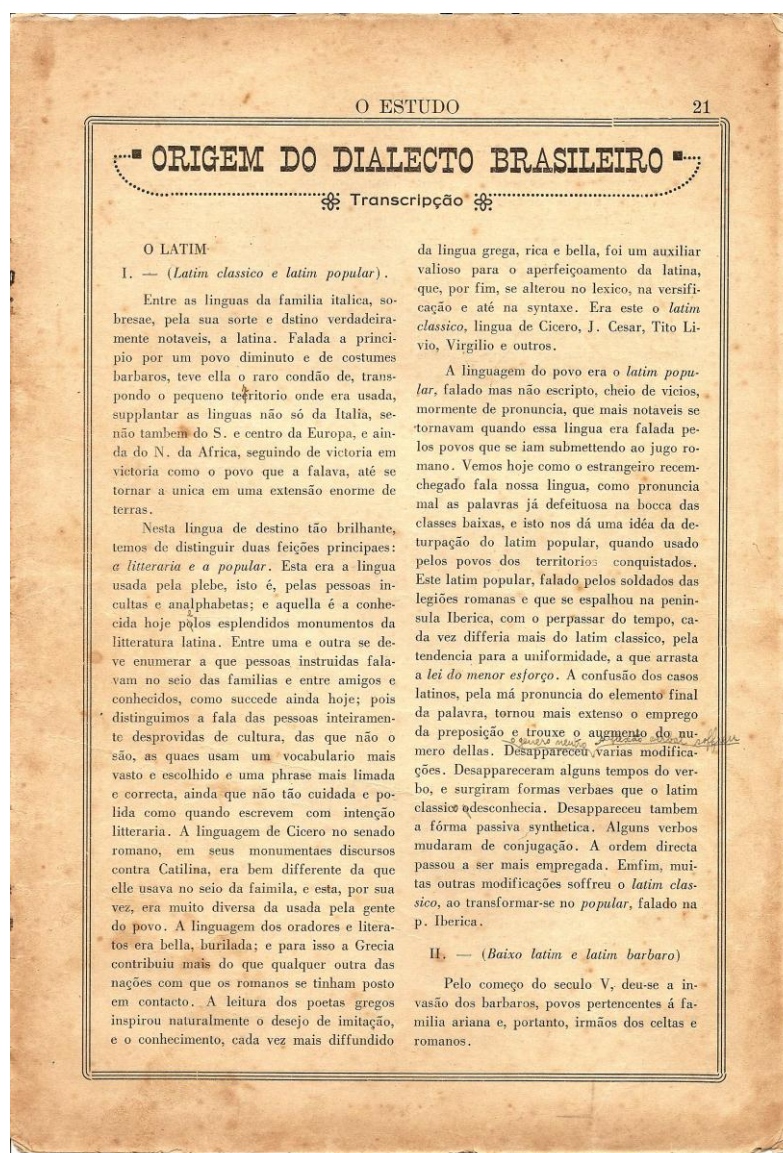 O ESTUDO
21
ORIGEM DO DIALECTO BRASILEIRO
Transcripção
O LATIM
I. — (Latim classico e latim popular).
Entre as linguas da familia italica, so-
bresae, pela sua sorte e dstino verdadeira-
mente notaveis, a latina. Falada a princi-
pio por um povo diminuto e de costumes
barbaros, teve ella o raro condão de, trans-
pondo o pequeno territorio onde era usada,
supplantar as linguas não só da Italia, se-
não tambem do S. e centro da Europa, e ain-
da do N. da Africa, seguindo de victoria em
victoria como o povo que a falava, até se
tornar a unica em uma extensão enorme de
terras.
Nesta lingua de destino tão brilhante,
temos de distinguir duas feições principaes:
a litteraria e a popular. Esta era a lingua
usada pela plebe, isto é, pelas pessoas in-
cultas e analphabetas; e aquella é a conhe-
cida hoje pelos esplendidos monumentos da
litteratura latina. Entre uma e outra se de-
ve enumerar a que pessoas instruidas fala-
vam no seio das familias e entre amigos e
conhecidos, como succede ainda hoje; pois
distinguimos a fala das pessoas inteiramen-
te desprovidas de cultura, das que não o
são, as quaes usam um vocabulario mais
vasto e escolhido e uma phrase mais limada
e correcta, ainda que não tão cuidada e po-
lida como quando escrevem com intenção
litteraria. A linguagem de Cicero no senado
romano, em seus monumentaes discursos
contra Catilina, era bem differente da que
elle usava no seio da faimila, e esta, por sua
vez, era muito diversa da usada pela gente
do povo. A linguagem dos oradores e litera-
tos era bella, burilada; e para isso a Grecia
contribuiu mais do que qualquer outra das
nações com que os romanos se tinham posto
em contacto. A leitura dos poetas gregos
inspirou naturalmente o desejo de imitação,
e o conhecimento, cada vez mais diffundido
da lingua grega, rica e bella, foi um auxiliar
valioso para o aperfeiçoamento da latina,
que, por fim, se alterou no lexico, na versifi-
cação e até na syntaxe. Era este o latim
classico, lingua de Cicero, J. Cesar, Tito Li-
vio, Virgilio e outros.
A linguagem do povo era o latim popu-
lar, falado mas não escripto, cheio de vicios,
mormente de pronuncia, que mais notaveis se
tornavam quando essa lingua era falada pe-
los povos que se iam submettendo ao jugo ro-
mano. Vemos hoje como o estrangeiro recem-
chegado fala nossa lingua, como pronuncia
mal as palavras já defeituosa na bocca das
classes baixas, e isto nos dá uma idéa da de-
turpação do latim popular, quando usado
pelos povos dos territorios conquistados.
Este latim popular, falado pelos soldados das
legiões romanas e que se espalhou na penin-
sula Iberica, com o perpassar do tempo, ca-
da vez differia mais do latim classico, pela
tendencia para a uniformidade, a que arrasta
a lei do menor esforço. A confusão dos casos
latinos, pela má pronuncia do elemento final
da palavra, tornou mais extenso o emprego
da preposição e trouxe o augmento do nu-
o genero neutro. A flexão verbal soffreu
mero dellas. Desappareceu varias modifica-
ções. Desappareceram alguns tempos do ver-
bo, e surgiram formas verbaes que o latim
classico desconhecia. Desappareceu tambem
a fórma passiva synthetica. Alguns verbos
mudaram de conjugação. A ordem directa
passou a ser mais empregada. Emfim, mui-
tas outras modificações soffreu o latim clas-
sico, ao transformar-se no popular, falado na
p. Iberica.
II. — (Baixo latim e latim barbaro)
Pelo começo do seculo V, deu-se a in-
vasão dos barbaros, povos pertencentes á fa-
milia ariana e, portanto, irmãos dos celtas e
romanos.